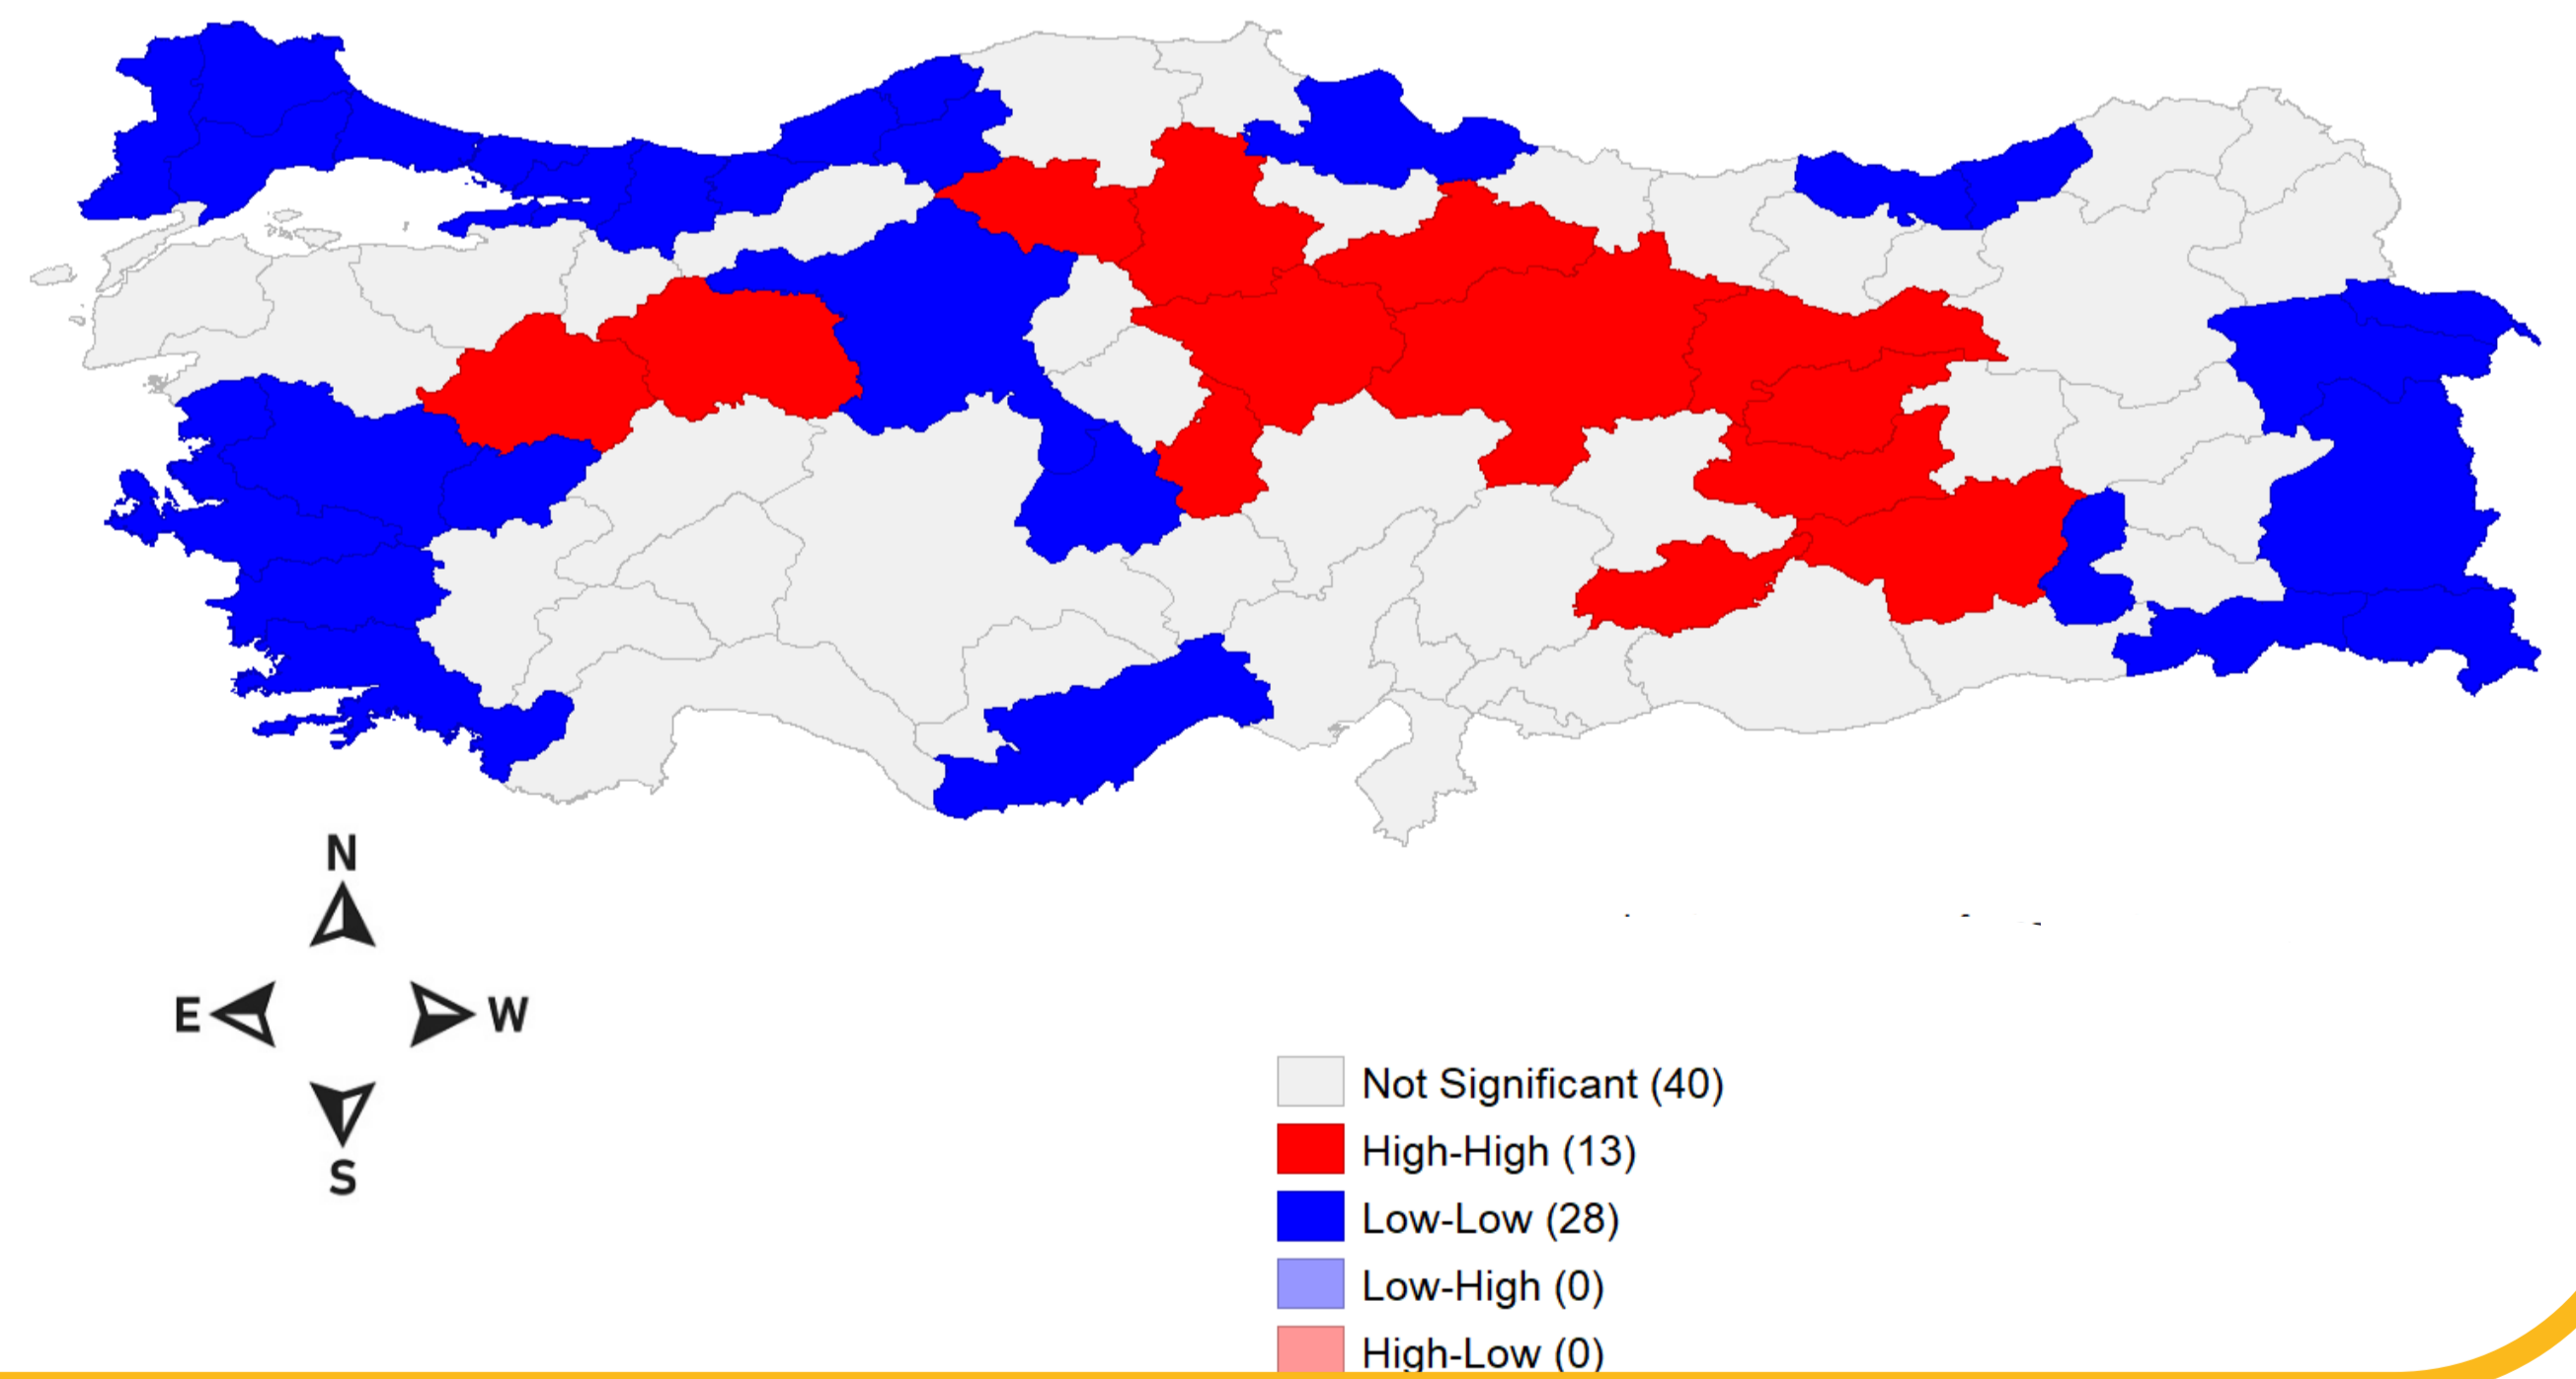 N
E W
S
Not Significant (40)
High-High (13)
Low-Low (28)
Low-High (0)
High-Low (0)